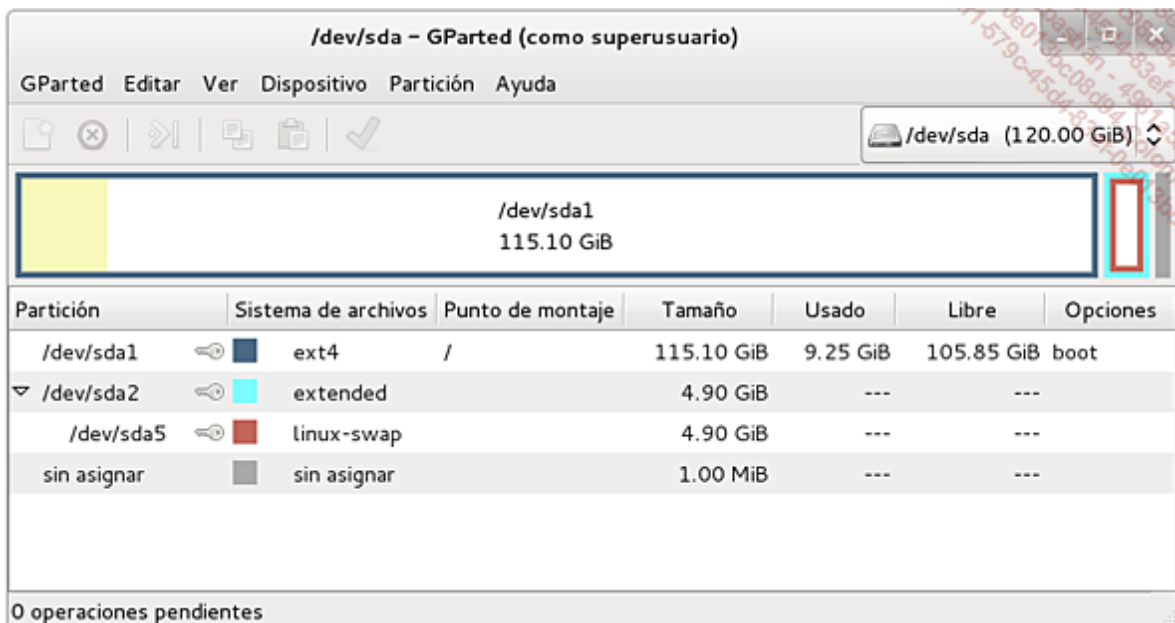 /dev/sda – GParted (como superusuario)
GParted Editar Ver Dispositivo Partición Ayuda
/dev/sda (120.00 GiB)
/dev/sda1
115.10 GiB
Partición Sistema de archivos Punto de montaje Tamaño Usado Libre Opciones
/dev/sda1 ext4 / 115.10 GiB 9.25 GiB 105.85 GiB boot
/dev/sda2 extended 4.90 GiB --- ---
/dev/sda5 linux-swap 4.90 GiB --- ---
sin asignar sin asignar 1.00 MiB --- ---
0 operaciones pendientes